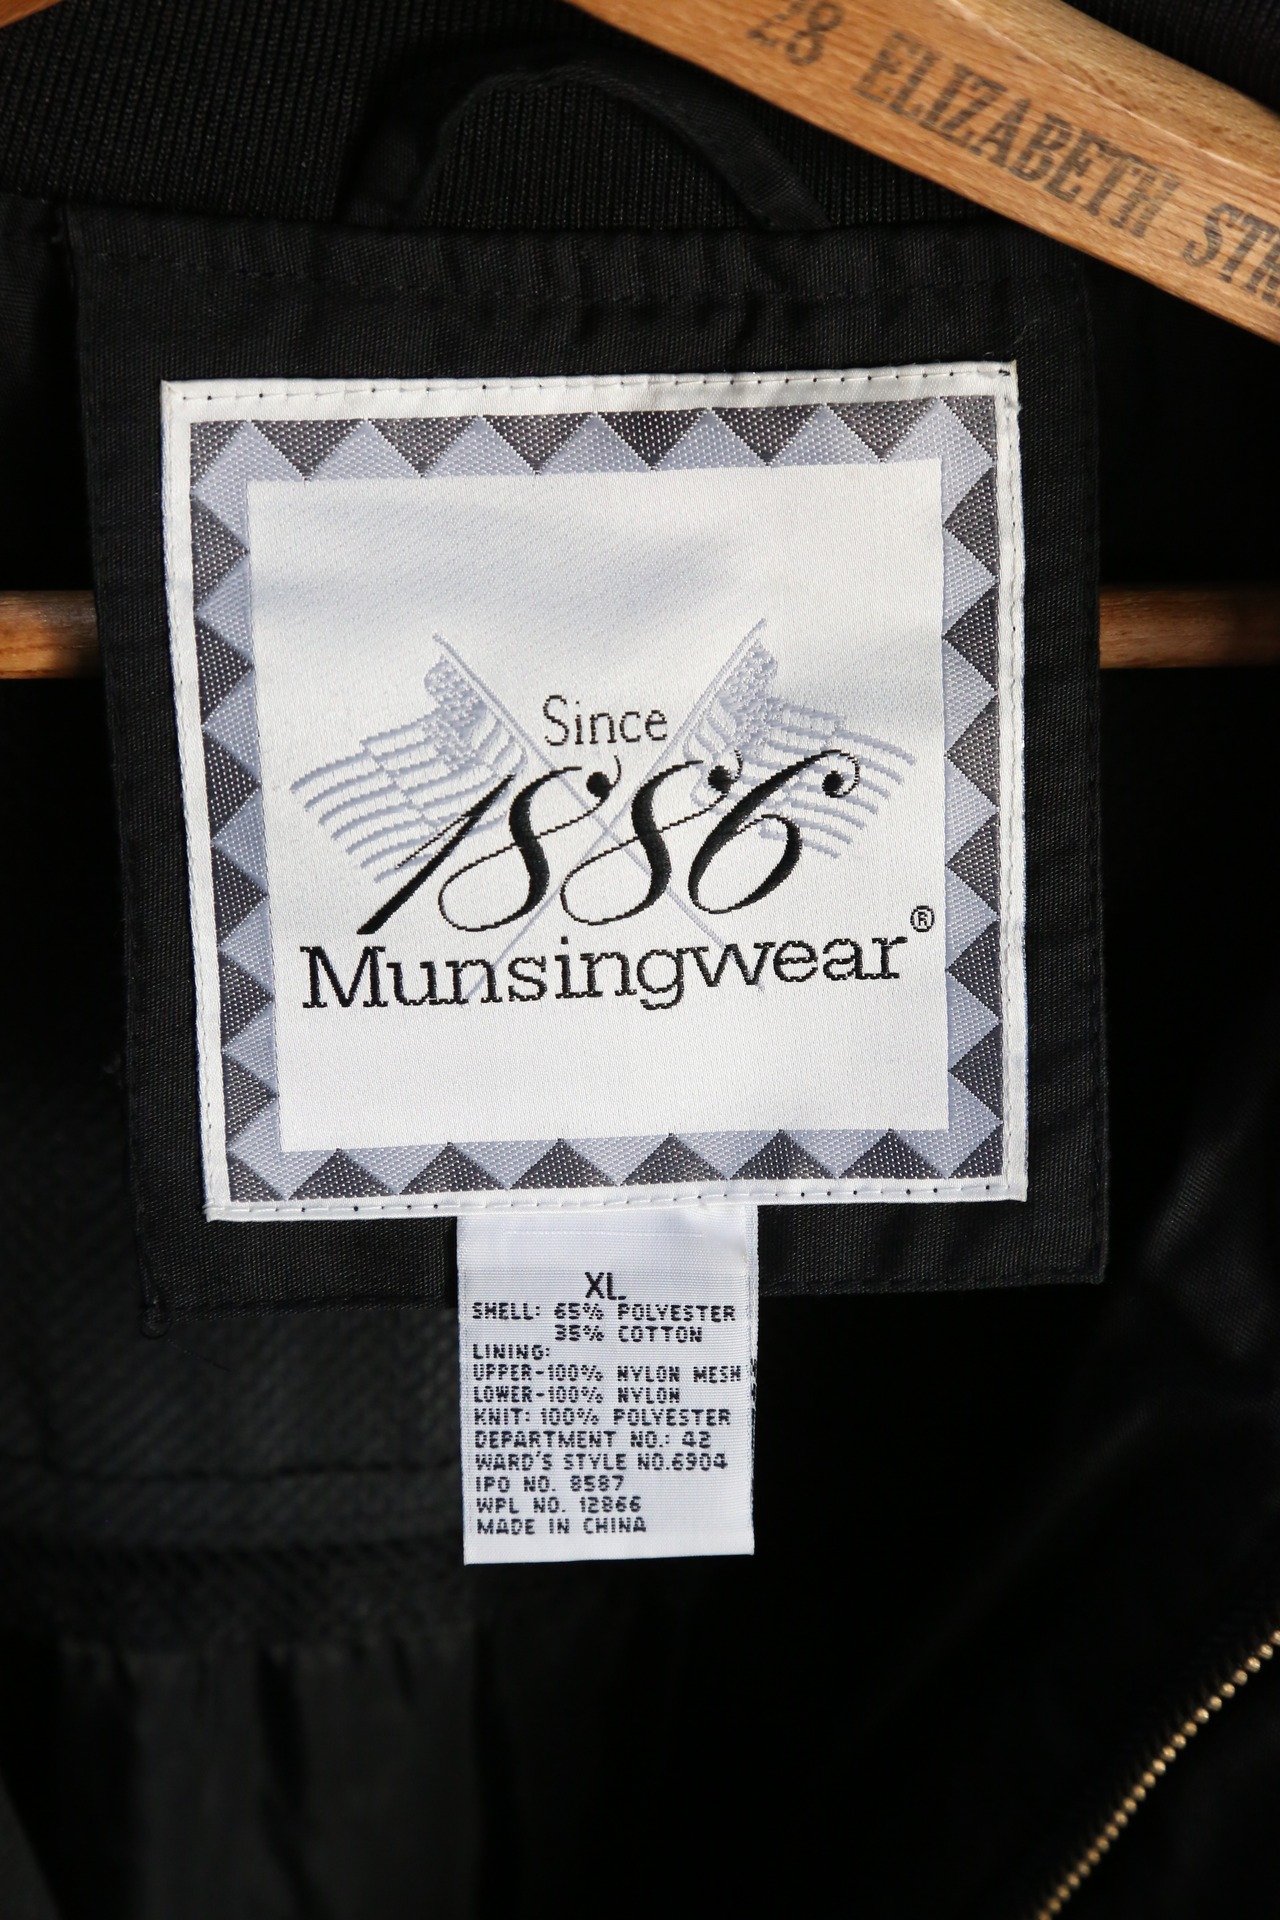 28 ELIZABETH
Since
1886
Munsingwear®
XL
SHELL: 65% POLYESTER
35% COTTON
LINING:
UPPER-100% NYLON MESH
LOWER-100% NYLON
KNIT: 100% POLYESTER
DEPARTMENT NO.: 42
WARD'S STYLE NO.6904
IPO NO. 8587
WPL NO. 12866
MADE IN CHINA